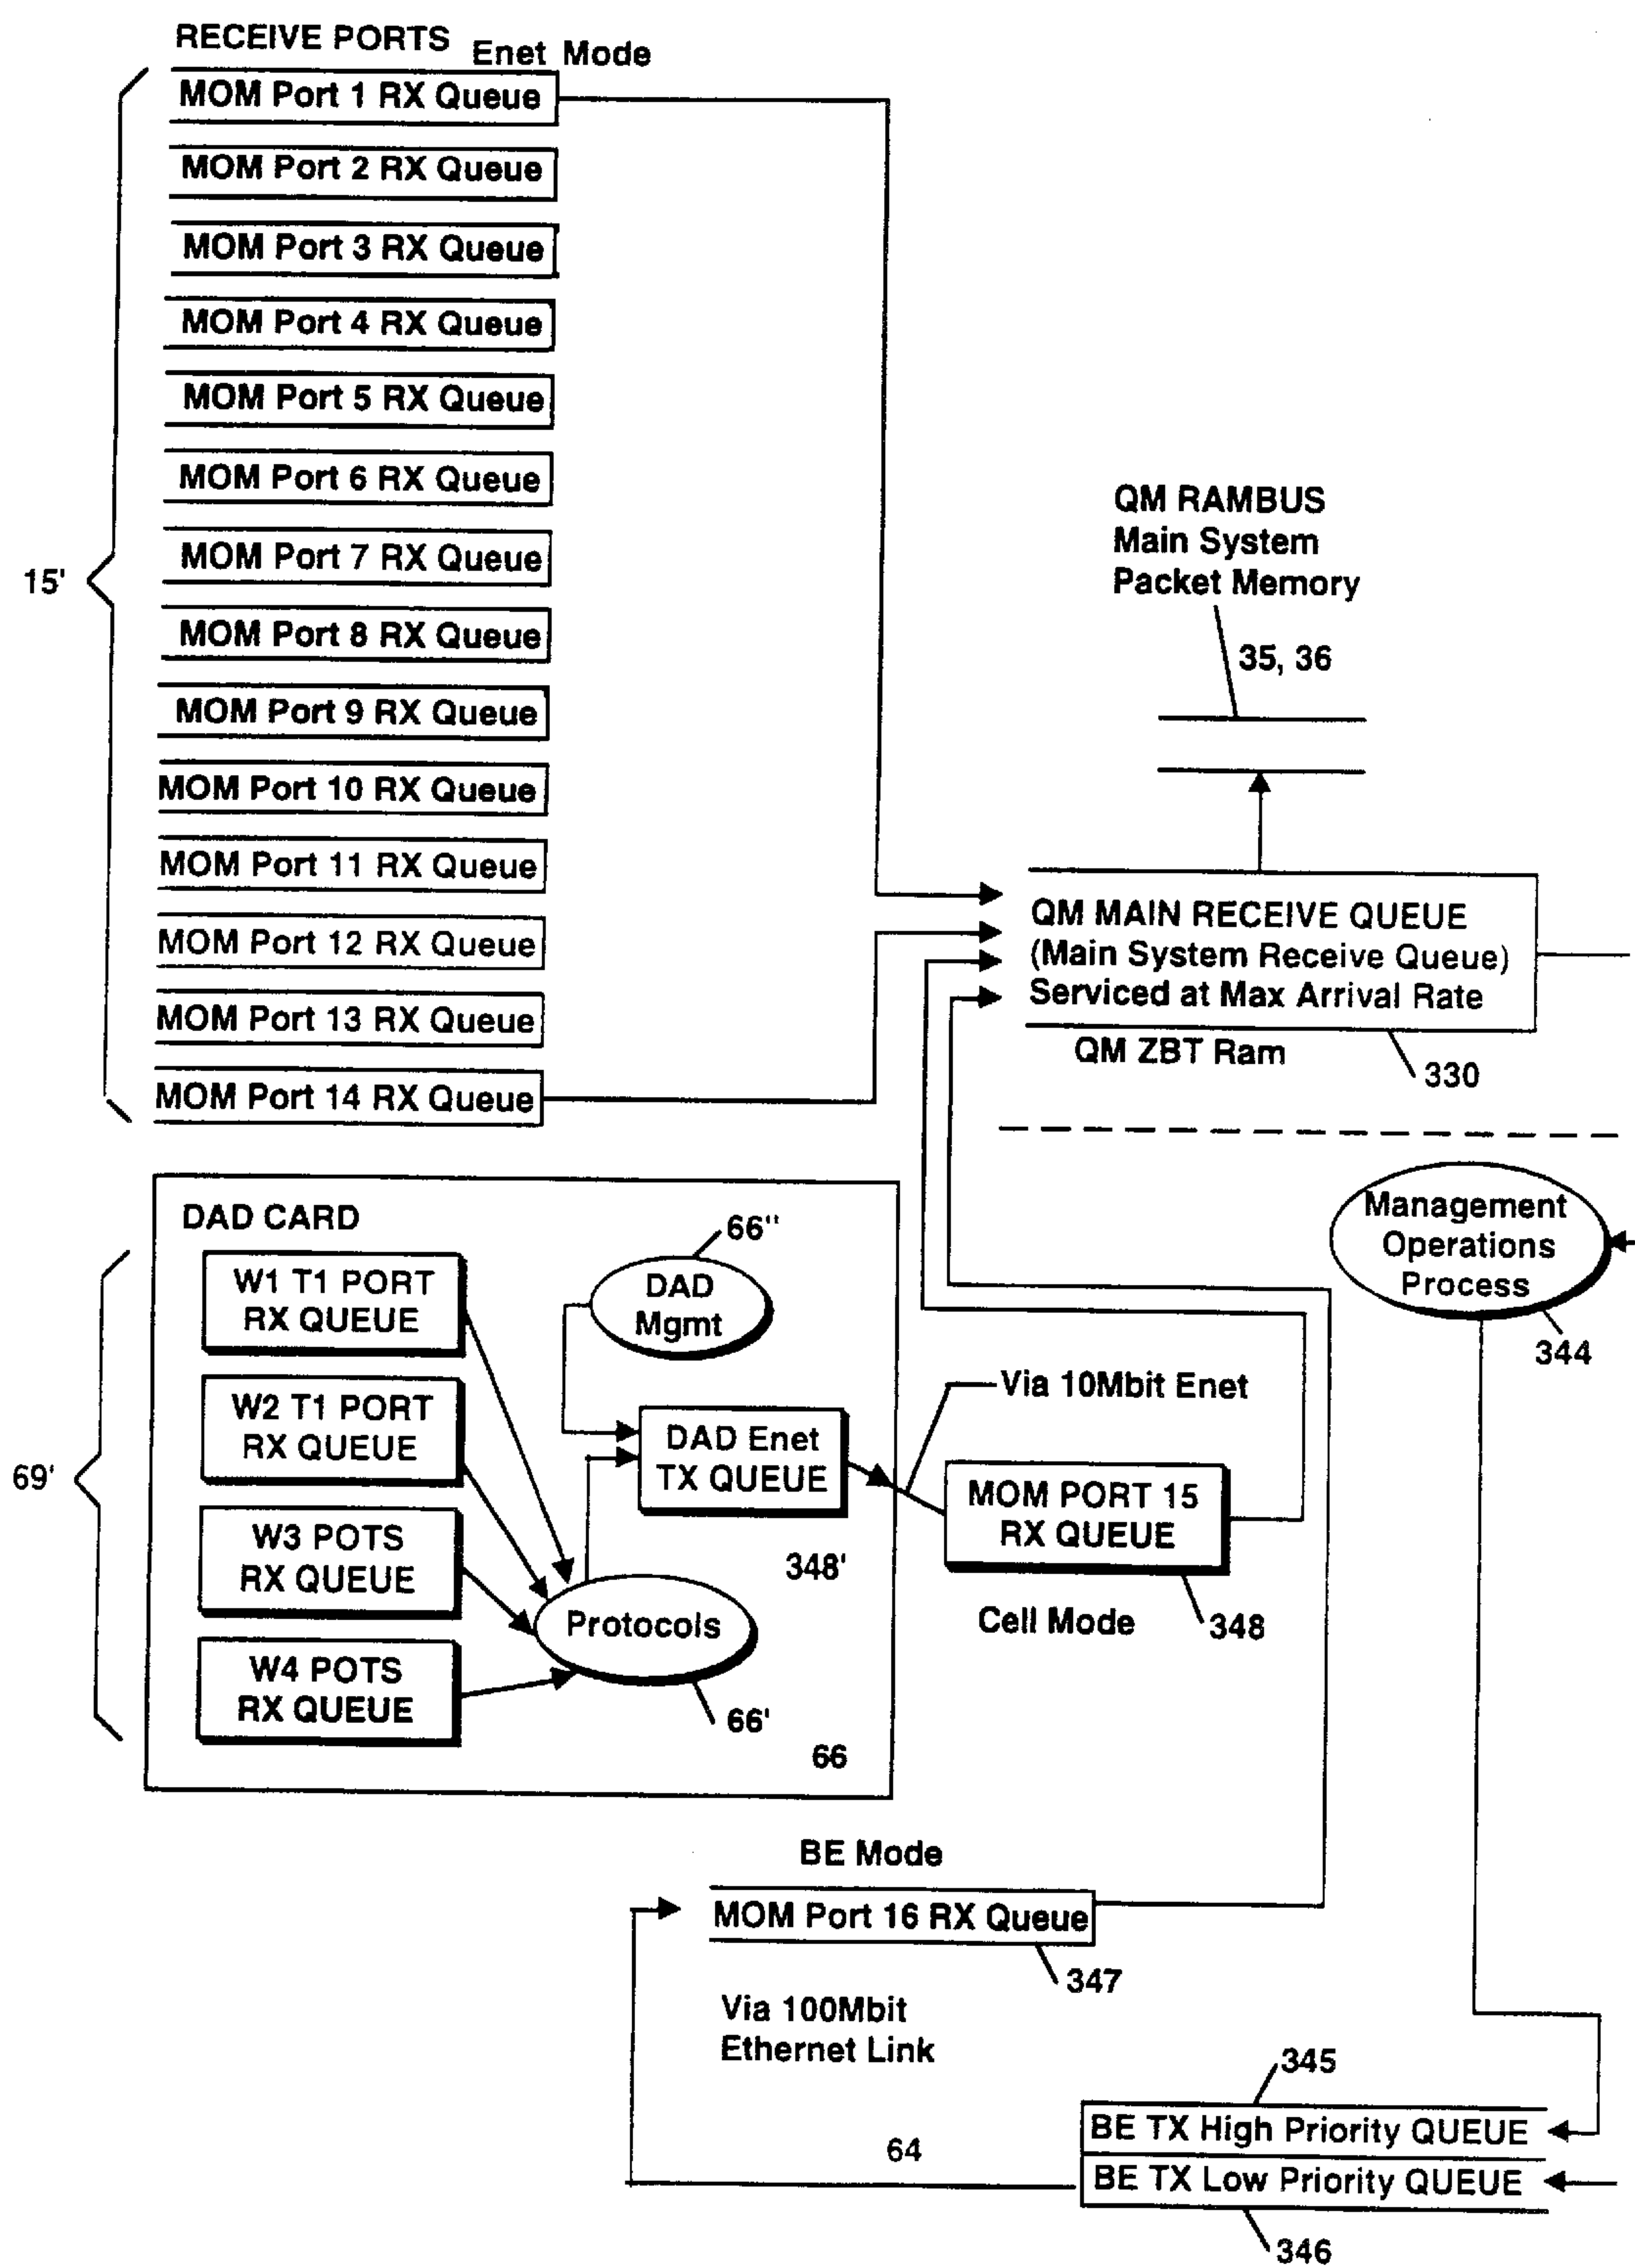 RECEIVE PORTS Enet Mode
MOM Port 1 RX Queue
MOM Port 2 RX Queue
MOM Port 3 RX Queue
MOM Port 4 RX Queue
MOM Port 5 RX Queue
MOM Port 6 RX Queue
MOM Port 7 RX Queue
MOM Port 8 RX Queue
MOM Port 9 RX Queue
MOM Port 10 RX Queue
MOM Port 11 RX Queue
MOM Port 12 RX Queue
MOM Port 13 RX Queue
MOM Port 14 RX Queue
15'
QM RAMBUS
Main System
Packet Memory
35, 36
QM MAIN RECEIVE QUEUE
(Main System Receive Queue)
Serviced at Max Arrival Rate
QM ZBT Ram
330
Management
Operations
Process
344
DAD CARD
66"
W1 T1 PORT
RX QUEUE
W2 T1 PORT
RX QUEUE
W3 POTS
RX QUEUE
W4 POTS
RX QUEUE
69'
DAD
Mgmt
DAD Enet
TX QUEUE
348'
Protocols
66'
66
Via 10Mbit Enet
MOM PORT 15
RX QUEUE
Cell Mode
348
BE Mode
MOM Port 16 RX Queue
347
Via 100Mbit
Ethernet Link
345
BE TX High Priority QUEUE
64
BE TX Low Priority QUEUE
346